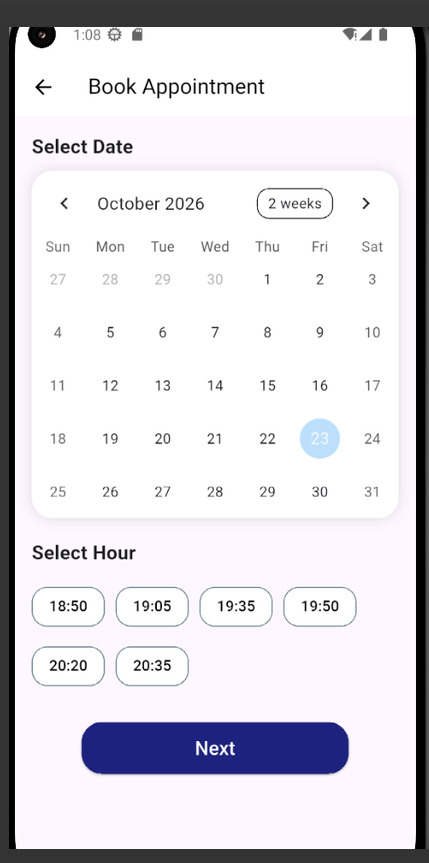 1:08
Book Appointment
Select Date
October 2026 2 weeks
Sun Mon Tue Wed Thu Fri Sat
27 28 29 30 1 2 3
4 5 6 7 8 9 10
11 12 13 14 15 16 17
18 19 20 21 22 23 24
25 26 27 28 29 30 31
Select Hour
18:50 19:05 19:35 19:50
20:20 20:35
Next